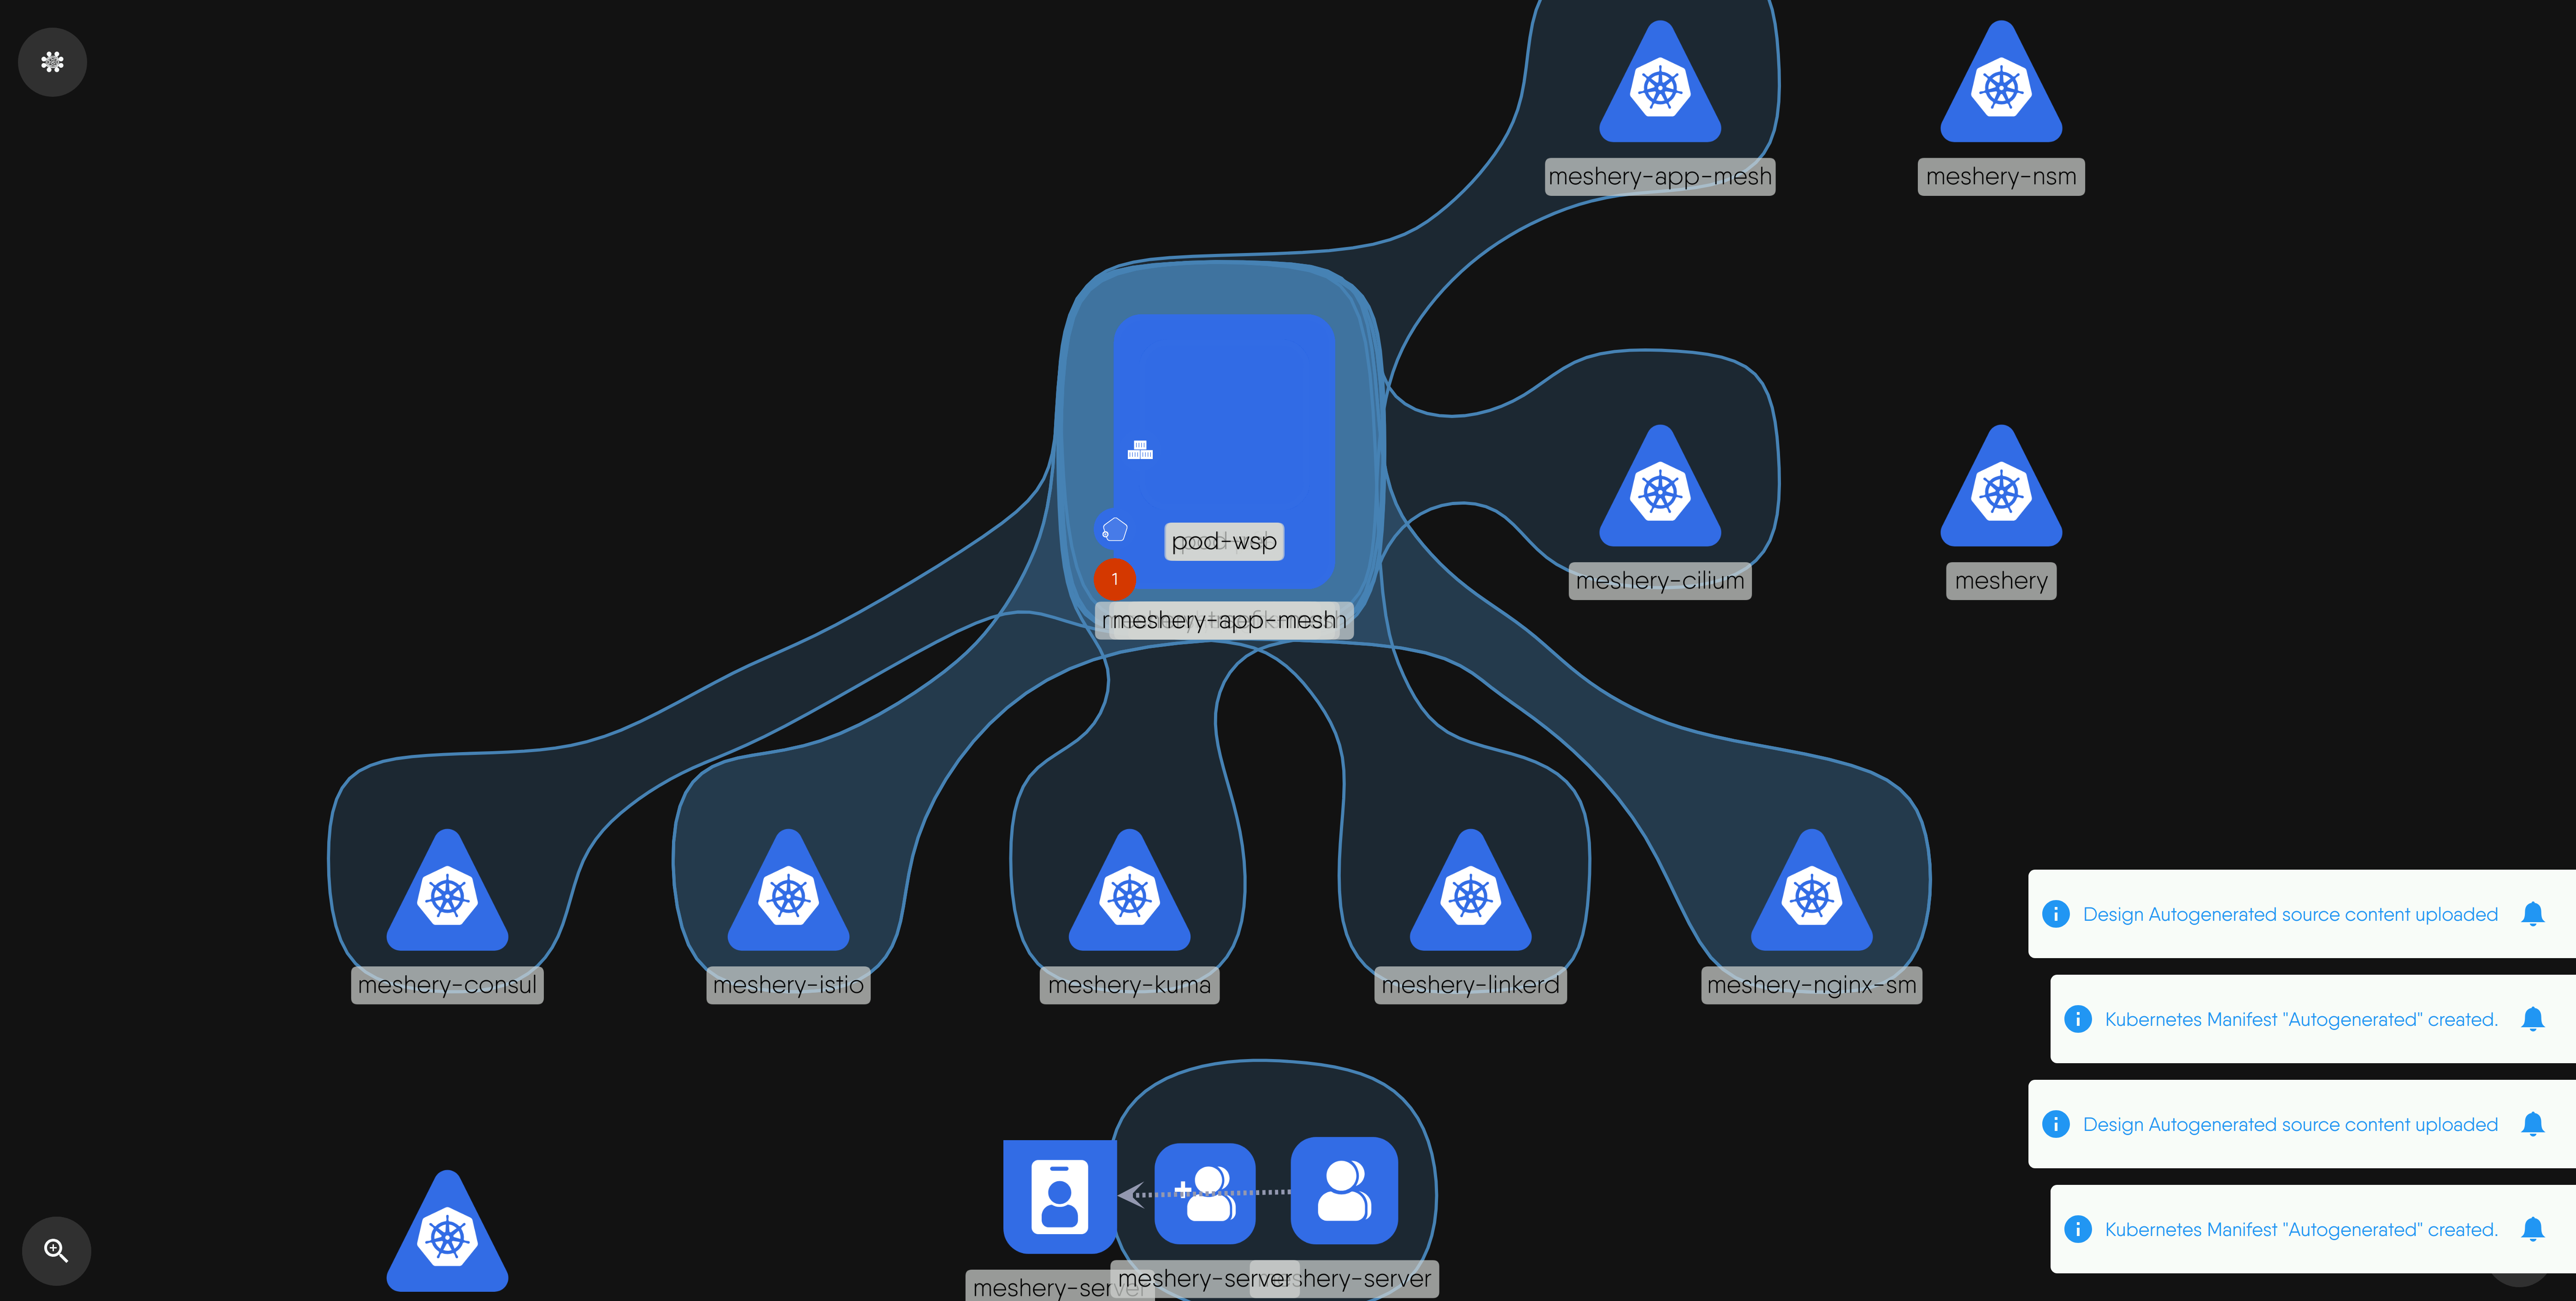 meshery-app-mesh
meshery-nsm
pod-wsp
meshery-cilium
meshery
1
meshery-app-mesh
meshery-consul
meshery-istio
meshery-kuma
meshery-linkerd
meshery-nginx-sm
Design Autogenerated source content uploaded
Kubernetes Manifest "Autogenerated" created.
Design Autogenerated source content uploaded
Kubernetes Manifest "Autogenerated" created.
meshery-server
meshery-server
meshery-server